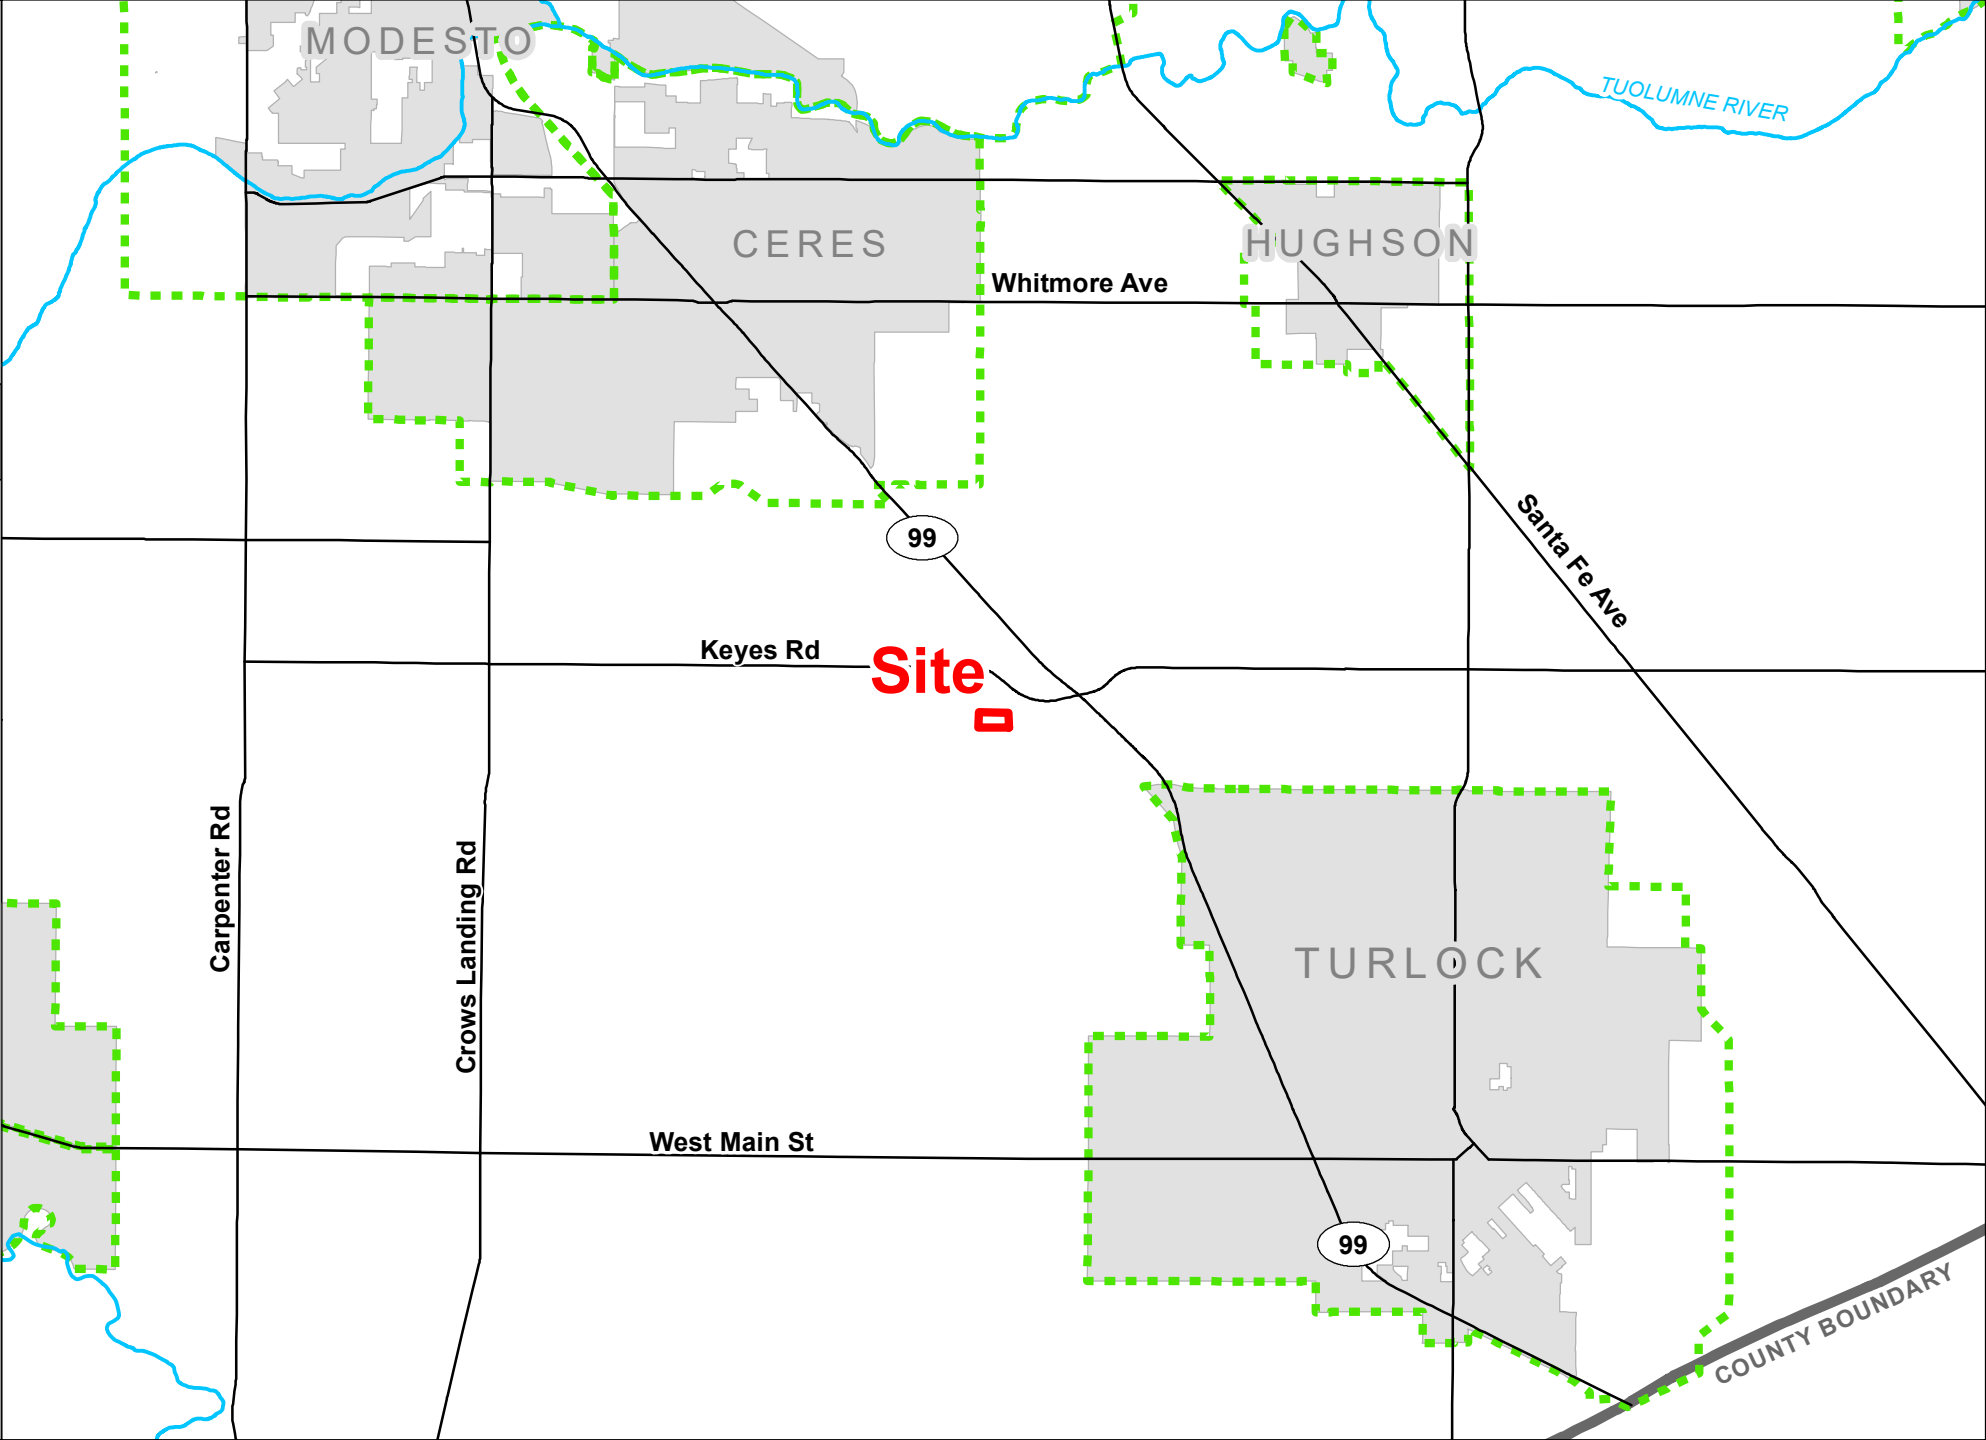 MODESTO
TUOLUMNE RIVER
CERES
HUGHSON
Whitmore Ave
99
Santa Fe Ave
Keyes Rd
Site
Carpenter Rd
Crows Landing Rd
TURLOCK
West Main St
99
COUNTY BOUNDARY